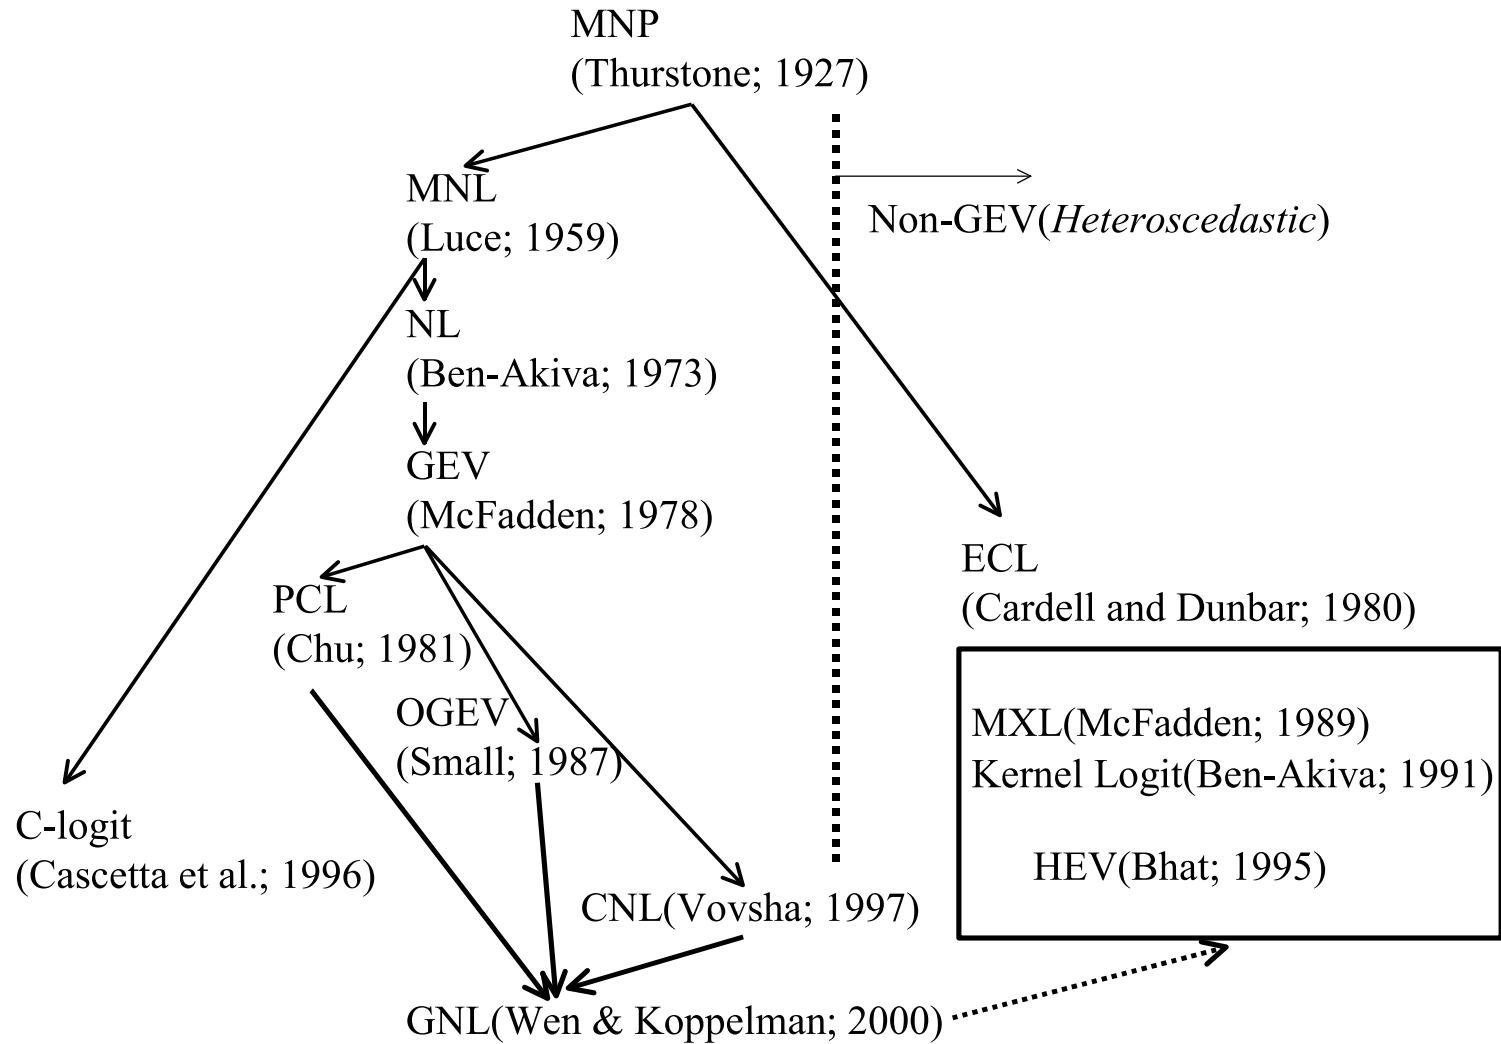 MNP
(Thurstone; 1927)
MNL
(Luce; 1959)
Non-GEV(Heteroscedastic)
NL
(Ben-Akiva; 1973)
GEV
(McFadden; 1978)
ECL
(Cardell and Dunbar; 1980)
PCL
(Chu; 1981)
OGEV
(Small; 1987)
MXL(McFadden; 1989)
Kernel Logit(Ben-Akiva; 1991)
HEV(Bhat; 1995)
C-logit
(Cascetta et al.; 1996)
CNL(Vovsha; 1997)
GNL(Wen & Koppelman; 2000)